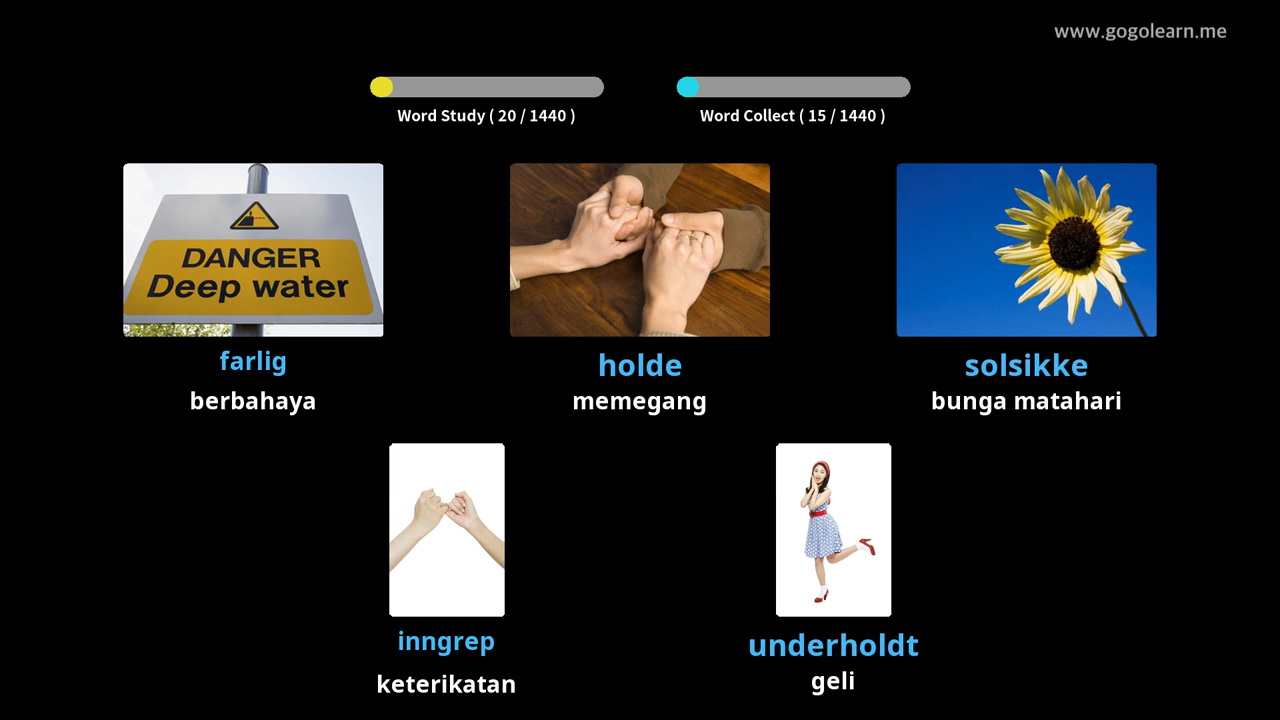 www.gogolearn.me
Word Study ( 20 / 1440 )
Word Collect ( 15 / 1440 )
DANGER
Deep water
farlig
berbahaya
holde
memegang
solsikke
bunga matahari
inngrep
keterikatan
underholdt
geli